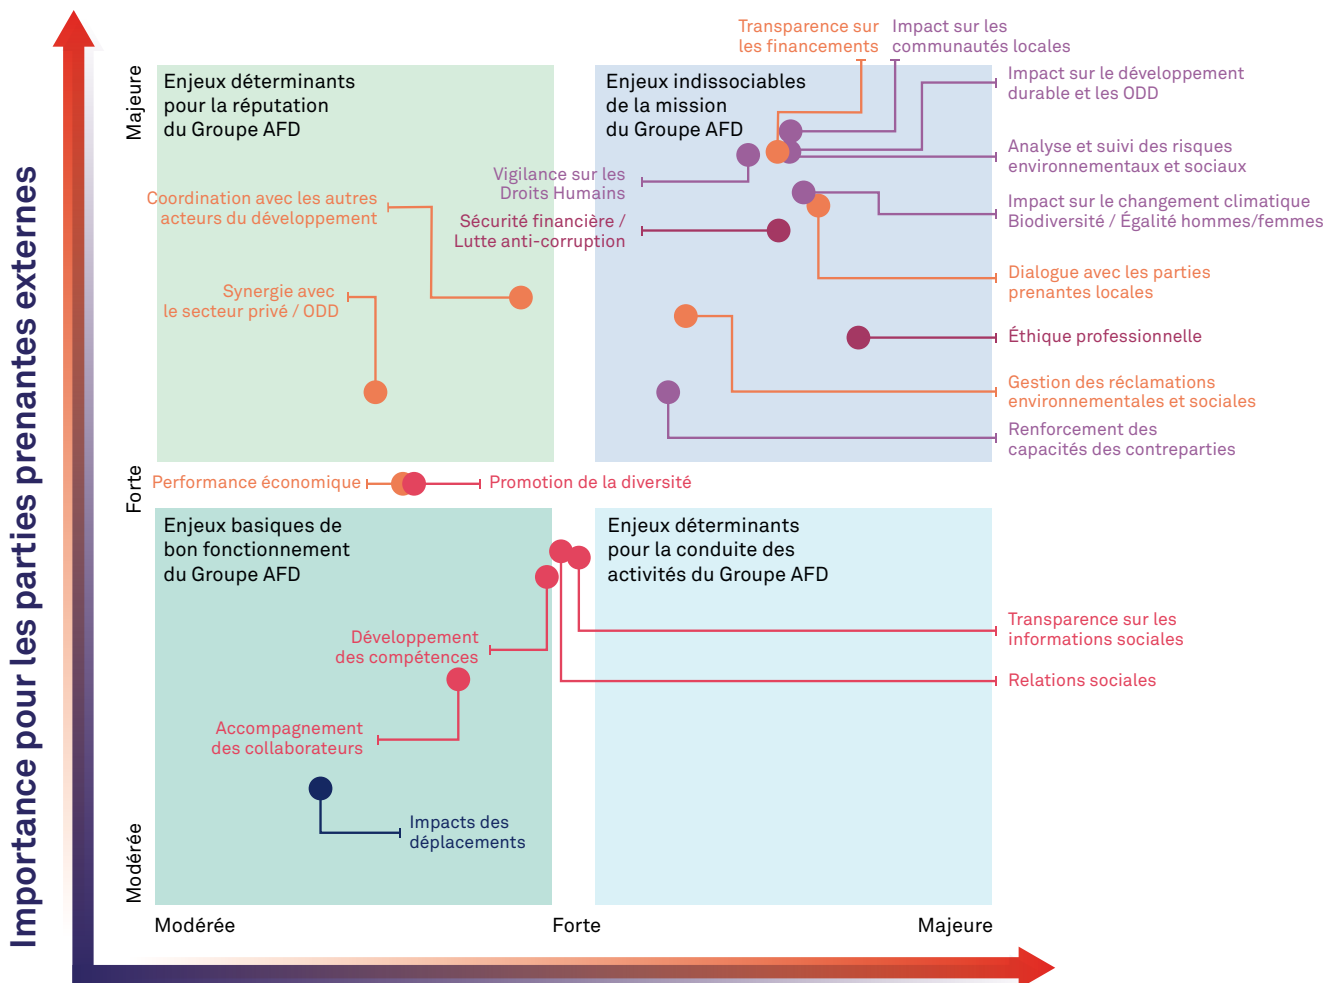 Transparence sur
les financements
Impact sur les
communautés locales
Importance pour les parties prenantes externes
Majeure
Forte
Modérée
Enjeux déterminants
pour la réputation
du Groupe AFD
Enjeux indissociables
de la mission
du Groupe AFD
Impact sur le développement
durable et les ODD
Analyse et suivi des risques
environnementaux et sociaux
Vigilance sur les
Droits Humains
Coordination avec les autres
acteurs du développement
Impact sur le changement climatique
Biodiversité / Égalité hommes/femmes
Sécurité financière /
Lutte anti-corruption
Dialogue avec les parties
prenantes locales
Synergie avec
le secteur privé / ODD
Éthique professionnelle
Gestion des réclamations
environnementales et sociales
Renforcement des
capacités des contreparties
Performance économique
Promotion de la diversité
Enjeux basiques de
bon fonctionnement
du Groupe AFD
Enjeux déterminants
pour la conduite des
activités du Groupe AFD
Transparence sur les
informations sociales
Développement
des compétences
Relations sociales
Accompagnement
des collaborateurs
Impacts des
déplacements
Modérée
Forte
Majeure